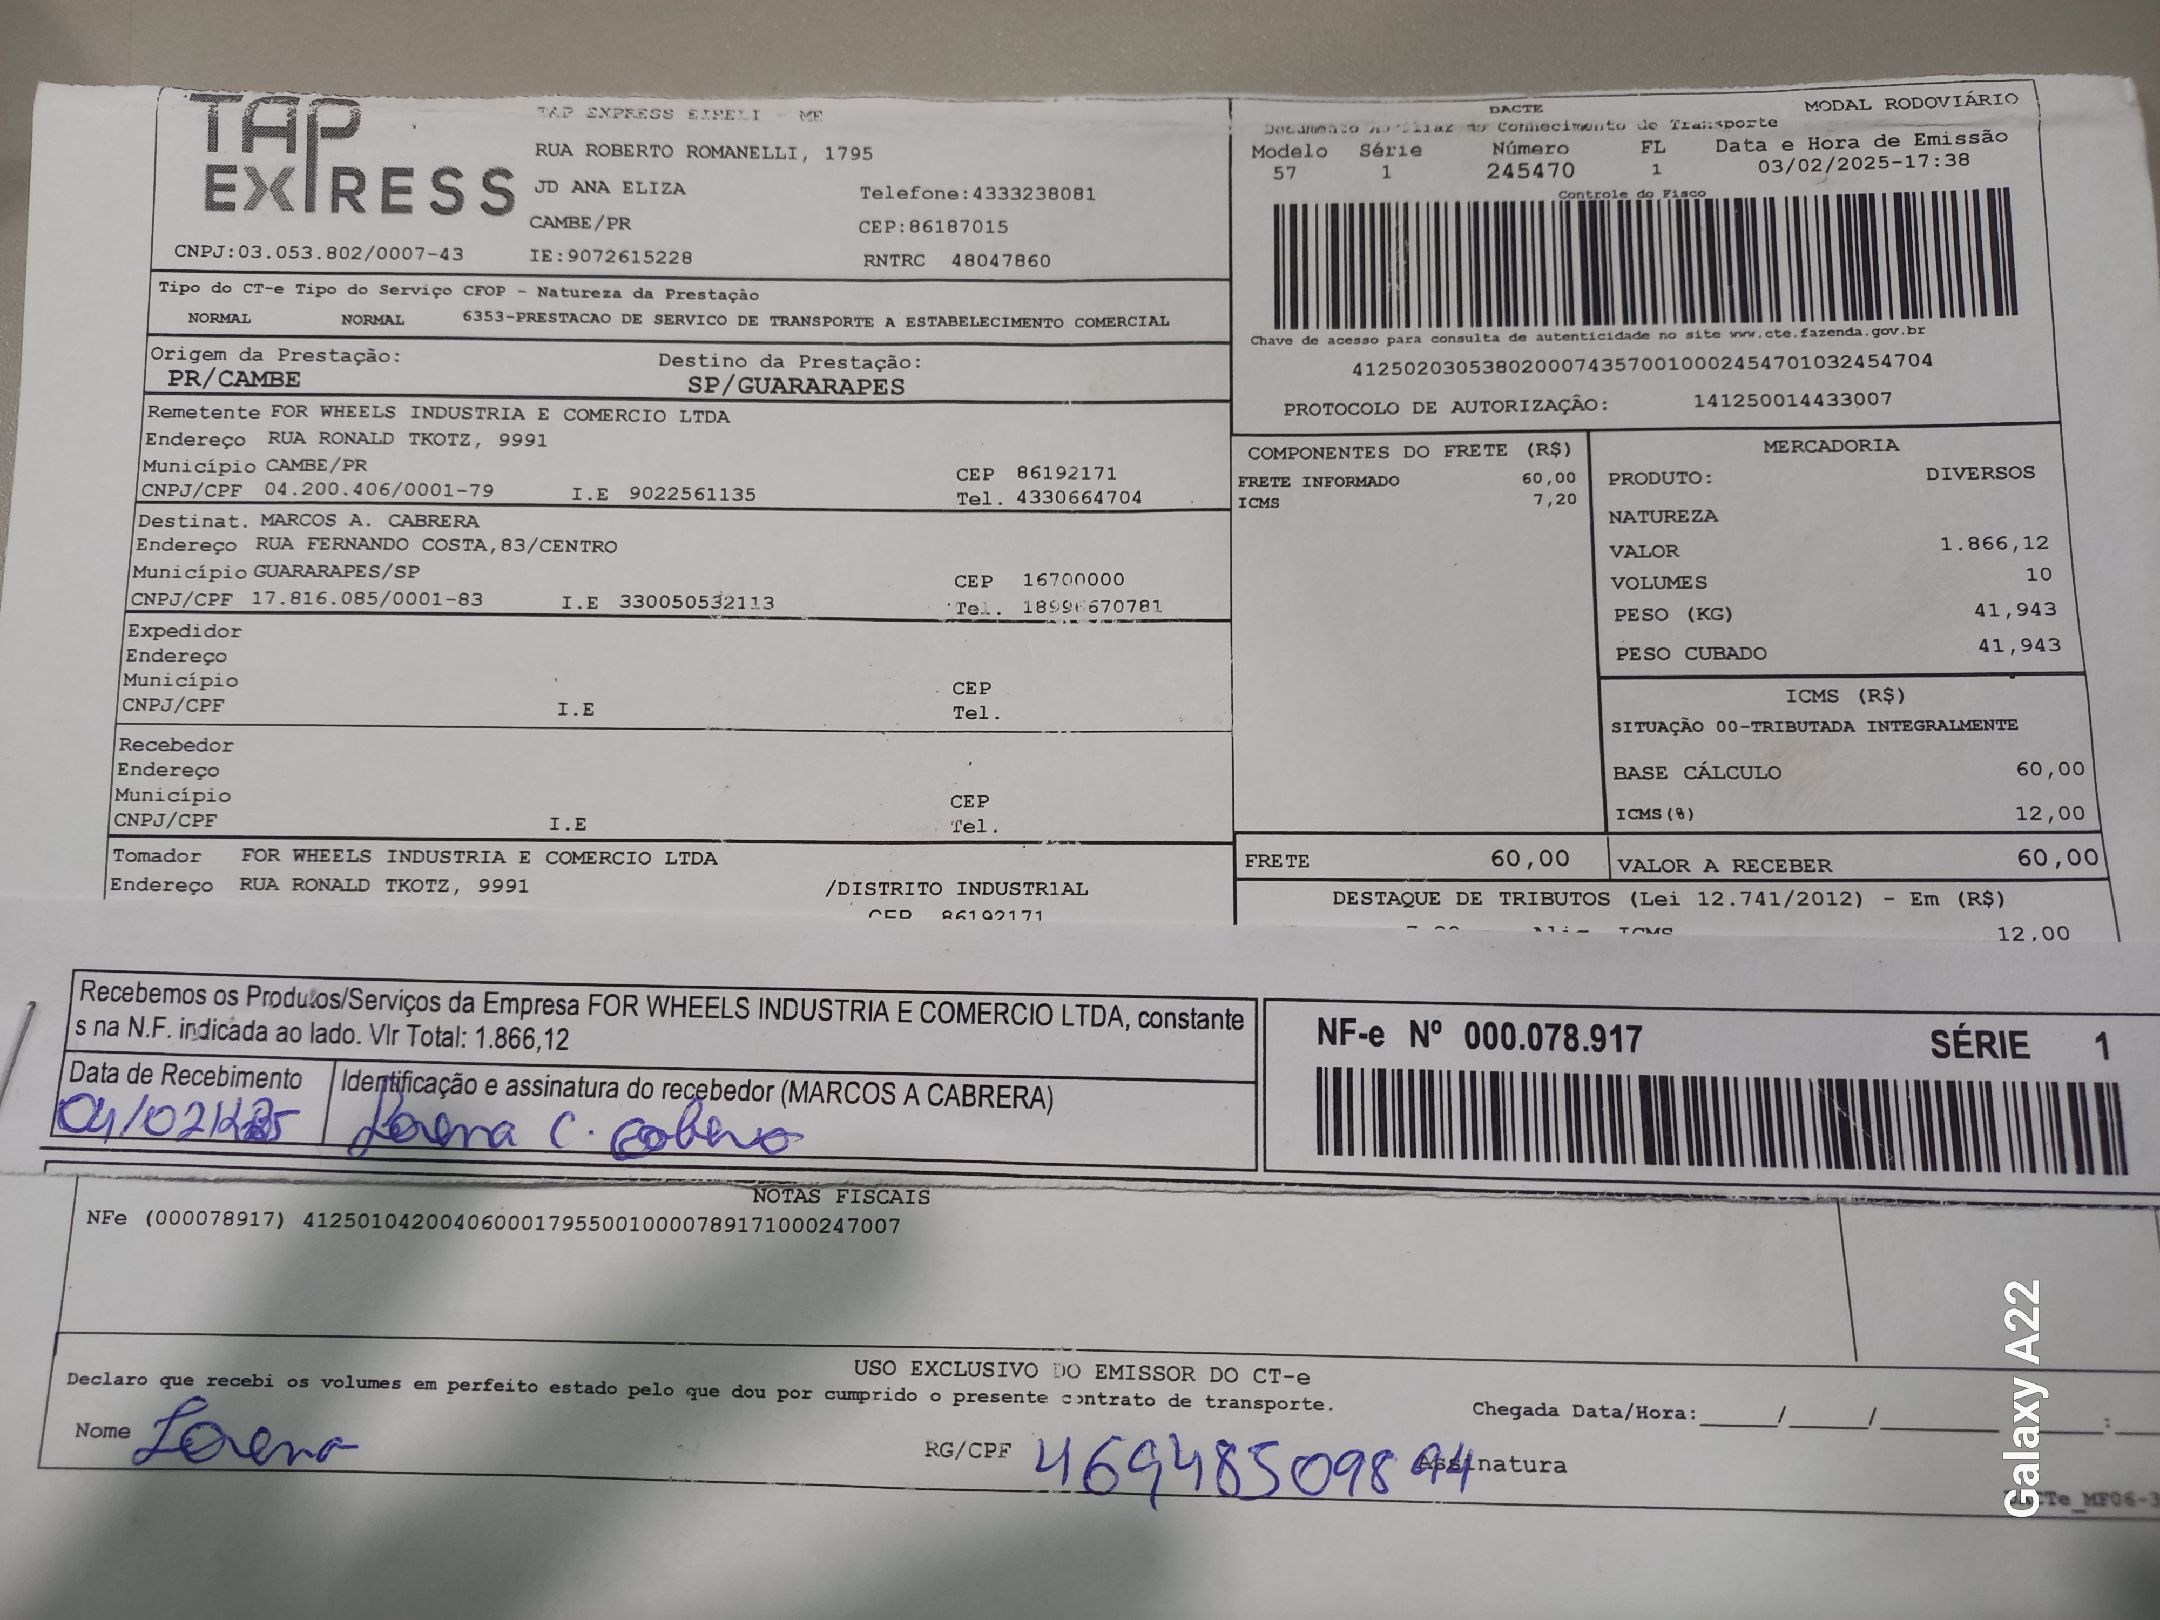 TAP EXPRESS
TAP EXPRESS EIRELI - ME
RUA ROBERTO ROMANELLI, 1795
JD ANA ELIZA Telefone:4333238081
CAMBE/PR CEP:86187015
CNPJ:03.053.802/0007-43 IE:9072615228 RNTRC 48047860
DACTE MODAL RODOVIÁRIO
Documento Auxiliar do Conhecimento de Transporte
Modelo Série Número FL Data e Hora de Emissão
57 1 245470 1 03/02/2025-17:38
Controle do Fisco
Chave de acesso para consulta de autenticidade no site www.cte.fazenda.gov.br
41250203053802000743570010002454701032454704
PROTOCOLO DE AUTORIZAÇÃO: 141250014433007
Tipo do CT-e Tipo do Serviço CFOP - Natureza da Prestação
NORMAL NORMAL 6353-PRESTACAO DE SERVICO DE TRANSPORTE A ESTABELECIMENTO COMERCIAL
Origem da Prestação: Destino da Prestação:
PR/CAMBE SP/GUARARAPES
Remetente FOR WHEELS INDUSTRIA E COMERCIO LTDA
Endereço RUA RONALD TKOTZ, 9991
Município CAMBE/PR CEP 86192171
CNPJ/CPF 04.200.406/0001-79 I.E 9022561135 Tel. 4330664704
Destinat. MARCOS A. CABRERA
Endereço RUA FERNANDO COSTA,83/CENTRO
Município GUARARAPES/SP CEP 16700000
CNPJ/CPF 17.816.085/0001-83 I.E 330050532113 Tel. 18996670781
Expedidor
Endereço
Município CEP
CNPJ/CPF I.E Tel.
Recebedor
Endereço
Município CEP
CNPJ/CPF I.E Tel.
Tomador FOR WHEELS INDUSTRIA E COMERCIO LTDA
Endereço RUA RONALD TKOTZ, 9991 /DISTRITO INDUSTRIAL
CEP 86192171
COMPONENTES DO FRETE (R$)
FRETE INFORMADO 60,00
ICMS 7,20
MERCADORIA
PRODUTO: DIVERSOS
NATUREZA
VALOR 1.866,12
VOLUMES 10
PESO (KG) 41,943
PESO CUBADO 41,943
ICMS (R$)
SITUAÇÃO 00-TRIBUTADA INTEGRALMENTE
BASE CÁLCULO 60,00
ICMS(%) 12,00
FRETE 60,00 VALOR A RECEBER 60,00
DESTAQUE DE TRIBUTOS (Lei 12.741/2012) - Em (R$)
ICMS 12,00
Recebemos os Produtos/Serviços da Empresa FOR WHEELS INDUSTRIA E COMERCIO LTDA, constante
s na N.F. indicada ao lado. Vlr Total: 1.866,12
Data de Recebimento Identificação e assinatura do recebedor (MARCOS A CABRERA)
Lorena C.
NF-e Nº 000.078.917 SÉRIE 1
NOTAS FISCAIS
NFe (000078917) 41250104200406000179550010000789171000247007
USO EXCLUSIVO DO EMISSOR DO CT-e
Declaro que recebi os volumes em perfeito estado pelo que dou por cumprido o presente contrato de transporte.
Chegada Data/Hora:_____/_____/_________ :
Nome Lorena RG/CPF 46948509894 Assinatura
Galaxy A22